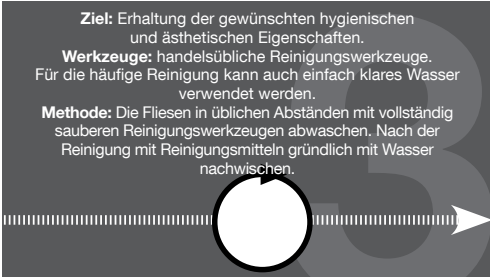 Ziel: Erhaltung der gewünschten hygienischen
und ästhetischen Eigenschaften.
Werkzeuge: handelsübliche Reinigungswerkzeuge.
Für die häufige Reinigung kann auch einfach klares Wasser
verwendet werden.
Methode: Die Fliesen in üblichen Abständen mit vollständig
sauberen Reinigungswerkzeugen abwaschen. Nach der
Reinigung mit Reinigungsmitteln gründlich mit Wasser
nachwischen.
3